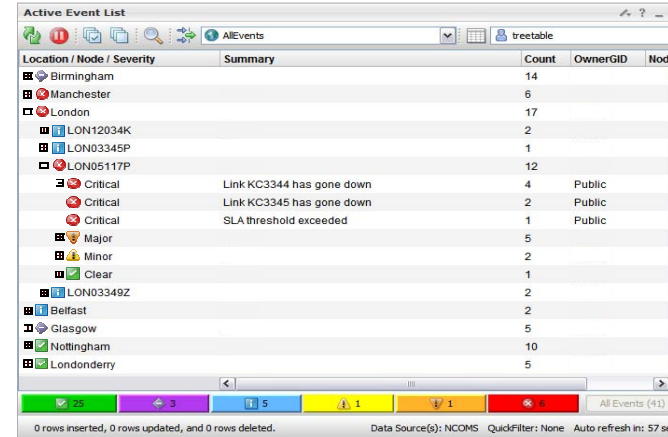 Active Event List
AllEvents treetable
Location / Node / Severity Summary Count OwnerGID Nod
Birmingham 14
Manchester 6
London 17
LON12034K 2
LON03345P 1
LON05117P 12
Critical Link KC3344 has gone down 4 Public
Critical Link KC3345 has gone down 2 Public
Critical SLA threshold exceeded 1 Public
Major 5
Minor 2
Clear 1
LON03349Z 2
Belfast 2
Glasgow 5
Nottingham 10
Londonderry 5
25 3 5 1 1 6 All Events (41)
0 rows inserted, 0 rows updated, and 0 rows deleted. Data Source(s): NCOMS QuickFilter: None Auto refresh in: 57 se